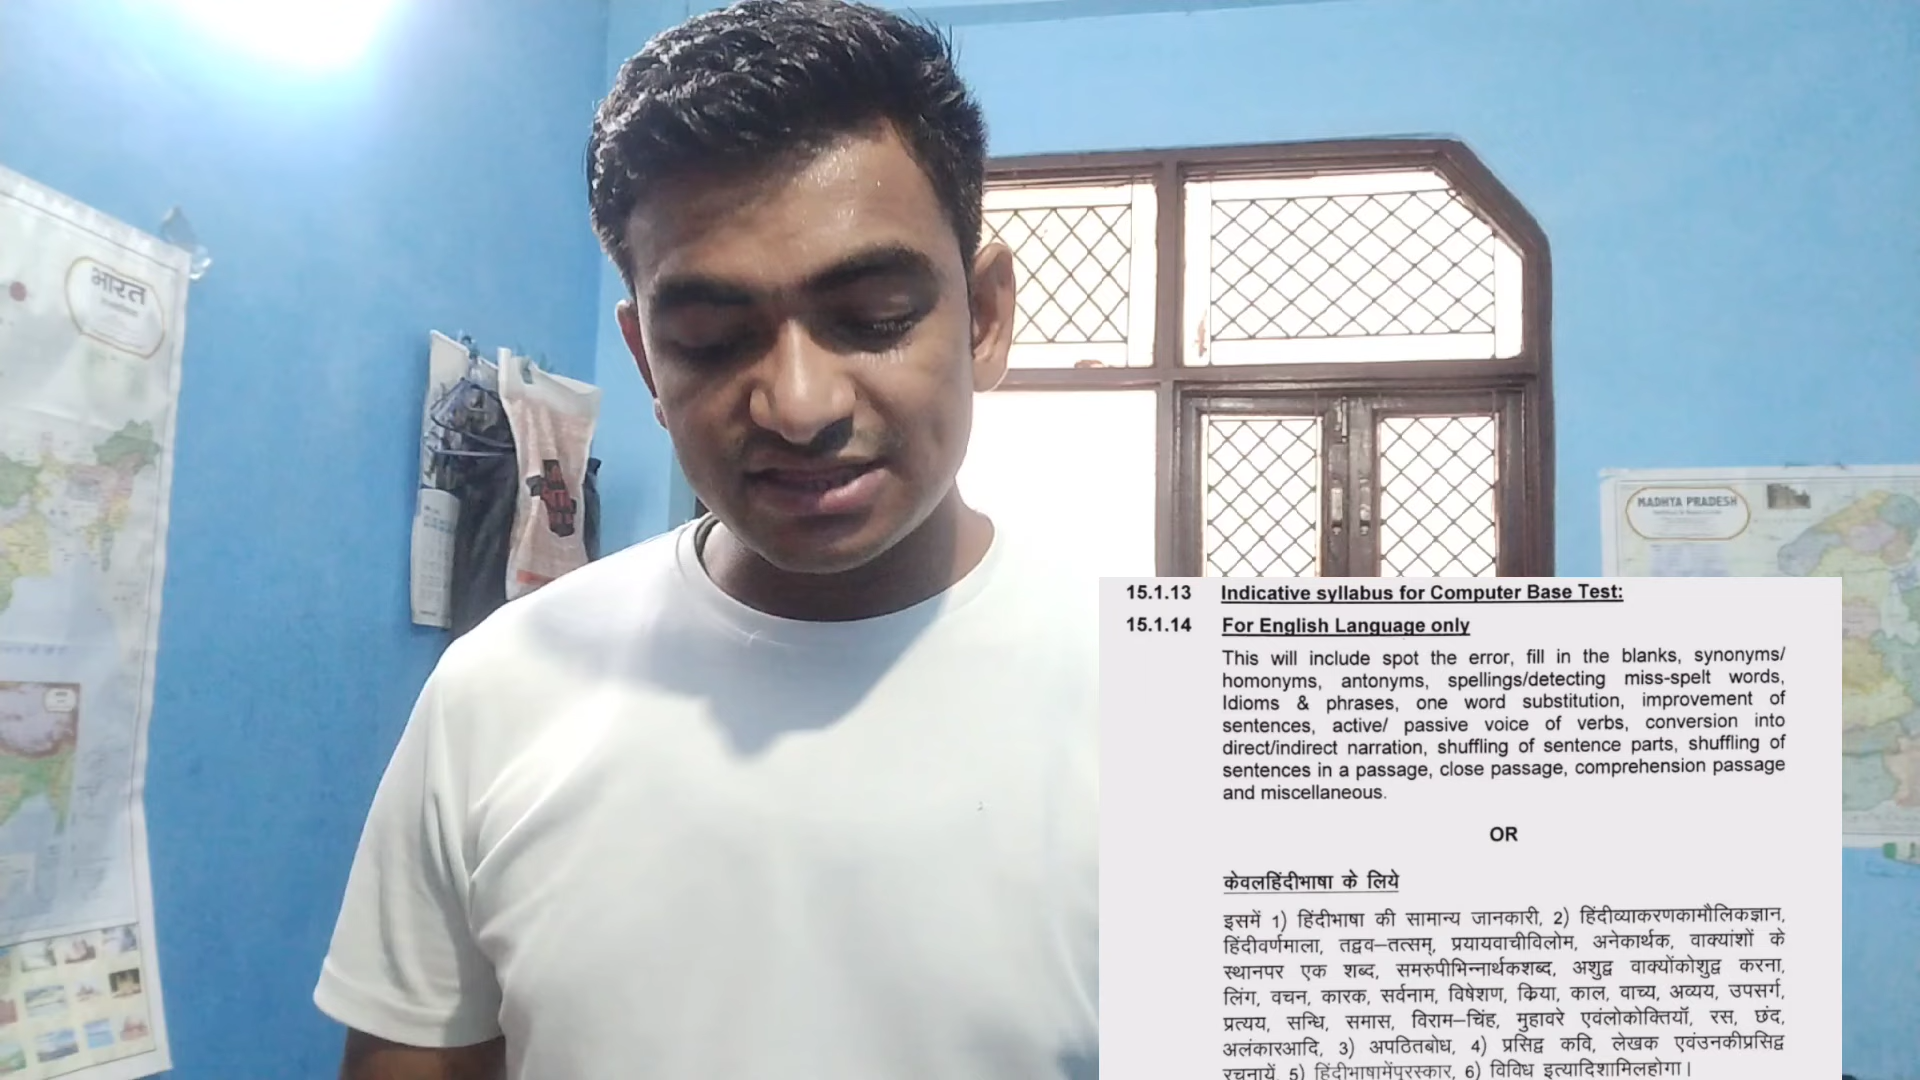 भारत
MADHYA PRADESH
15.1.13 Indicative syllabus for Computer Base Test:
15.1.14 For English Language only
This will include spot the error, fill in the blanks, synonyms/
homonyms, antonyms, spellings/detecting miss-spelt words,
Idioms & phrases, one word substitution, improvement of
sentences, active/ passive voice of verbs, conversion into
direct/indirect narration, shuffling of sentence parts, shuffling of
sentences in a passage, close passage, comprehension passage
and miscellaneous.
OR
केवलहिंदीभाषा के लिये
इसमें 1) हिंदीभाषा की सामान्य जानकारी, 2) हिंदीव्याकरणकामौलिकज्ञान,
हिंदीवर्णमाला, तद्वव–तत्सम्, प्रयायवाचीविलोम, अनेकार्थक, वाक्यांशों के
स्थानपर एक शब्द, समरुपीभिन्नार्थकशब्द, अशुद्व वाक्योंकोशुद्व करना,
लिंग, वचन, कारक, सर्वनाम, विषेशण, क्रिया, काल, वाच्य, अव्यय, उपसर्ग,
प्रत्यय, सन्धि, समास, विराम–चिंह, मुहावरे एवंलोकोक्तियॉ, रस, छंद,
अलंकारआदि, 3) अपठितबोध, 4) प्रसिद्व कवि, लेखक एवंउनकीप्रसिद्व
रचनायें, 5) हिंदीभाषामेंपुरस्कार, 6) विविध इत्यादिशामिलहोगा।